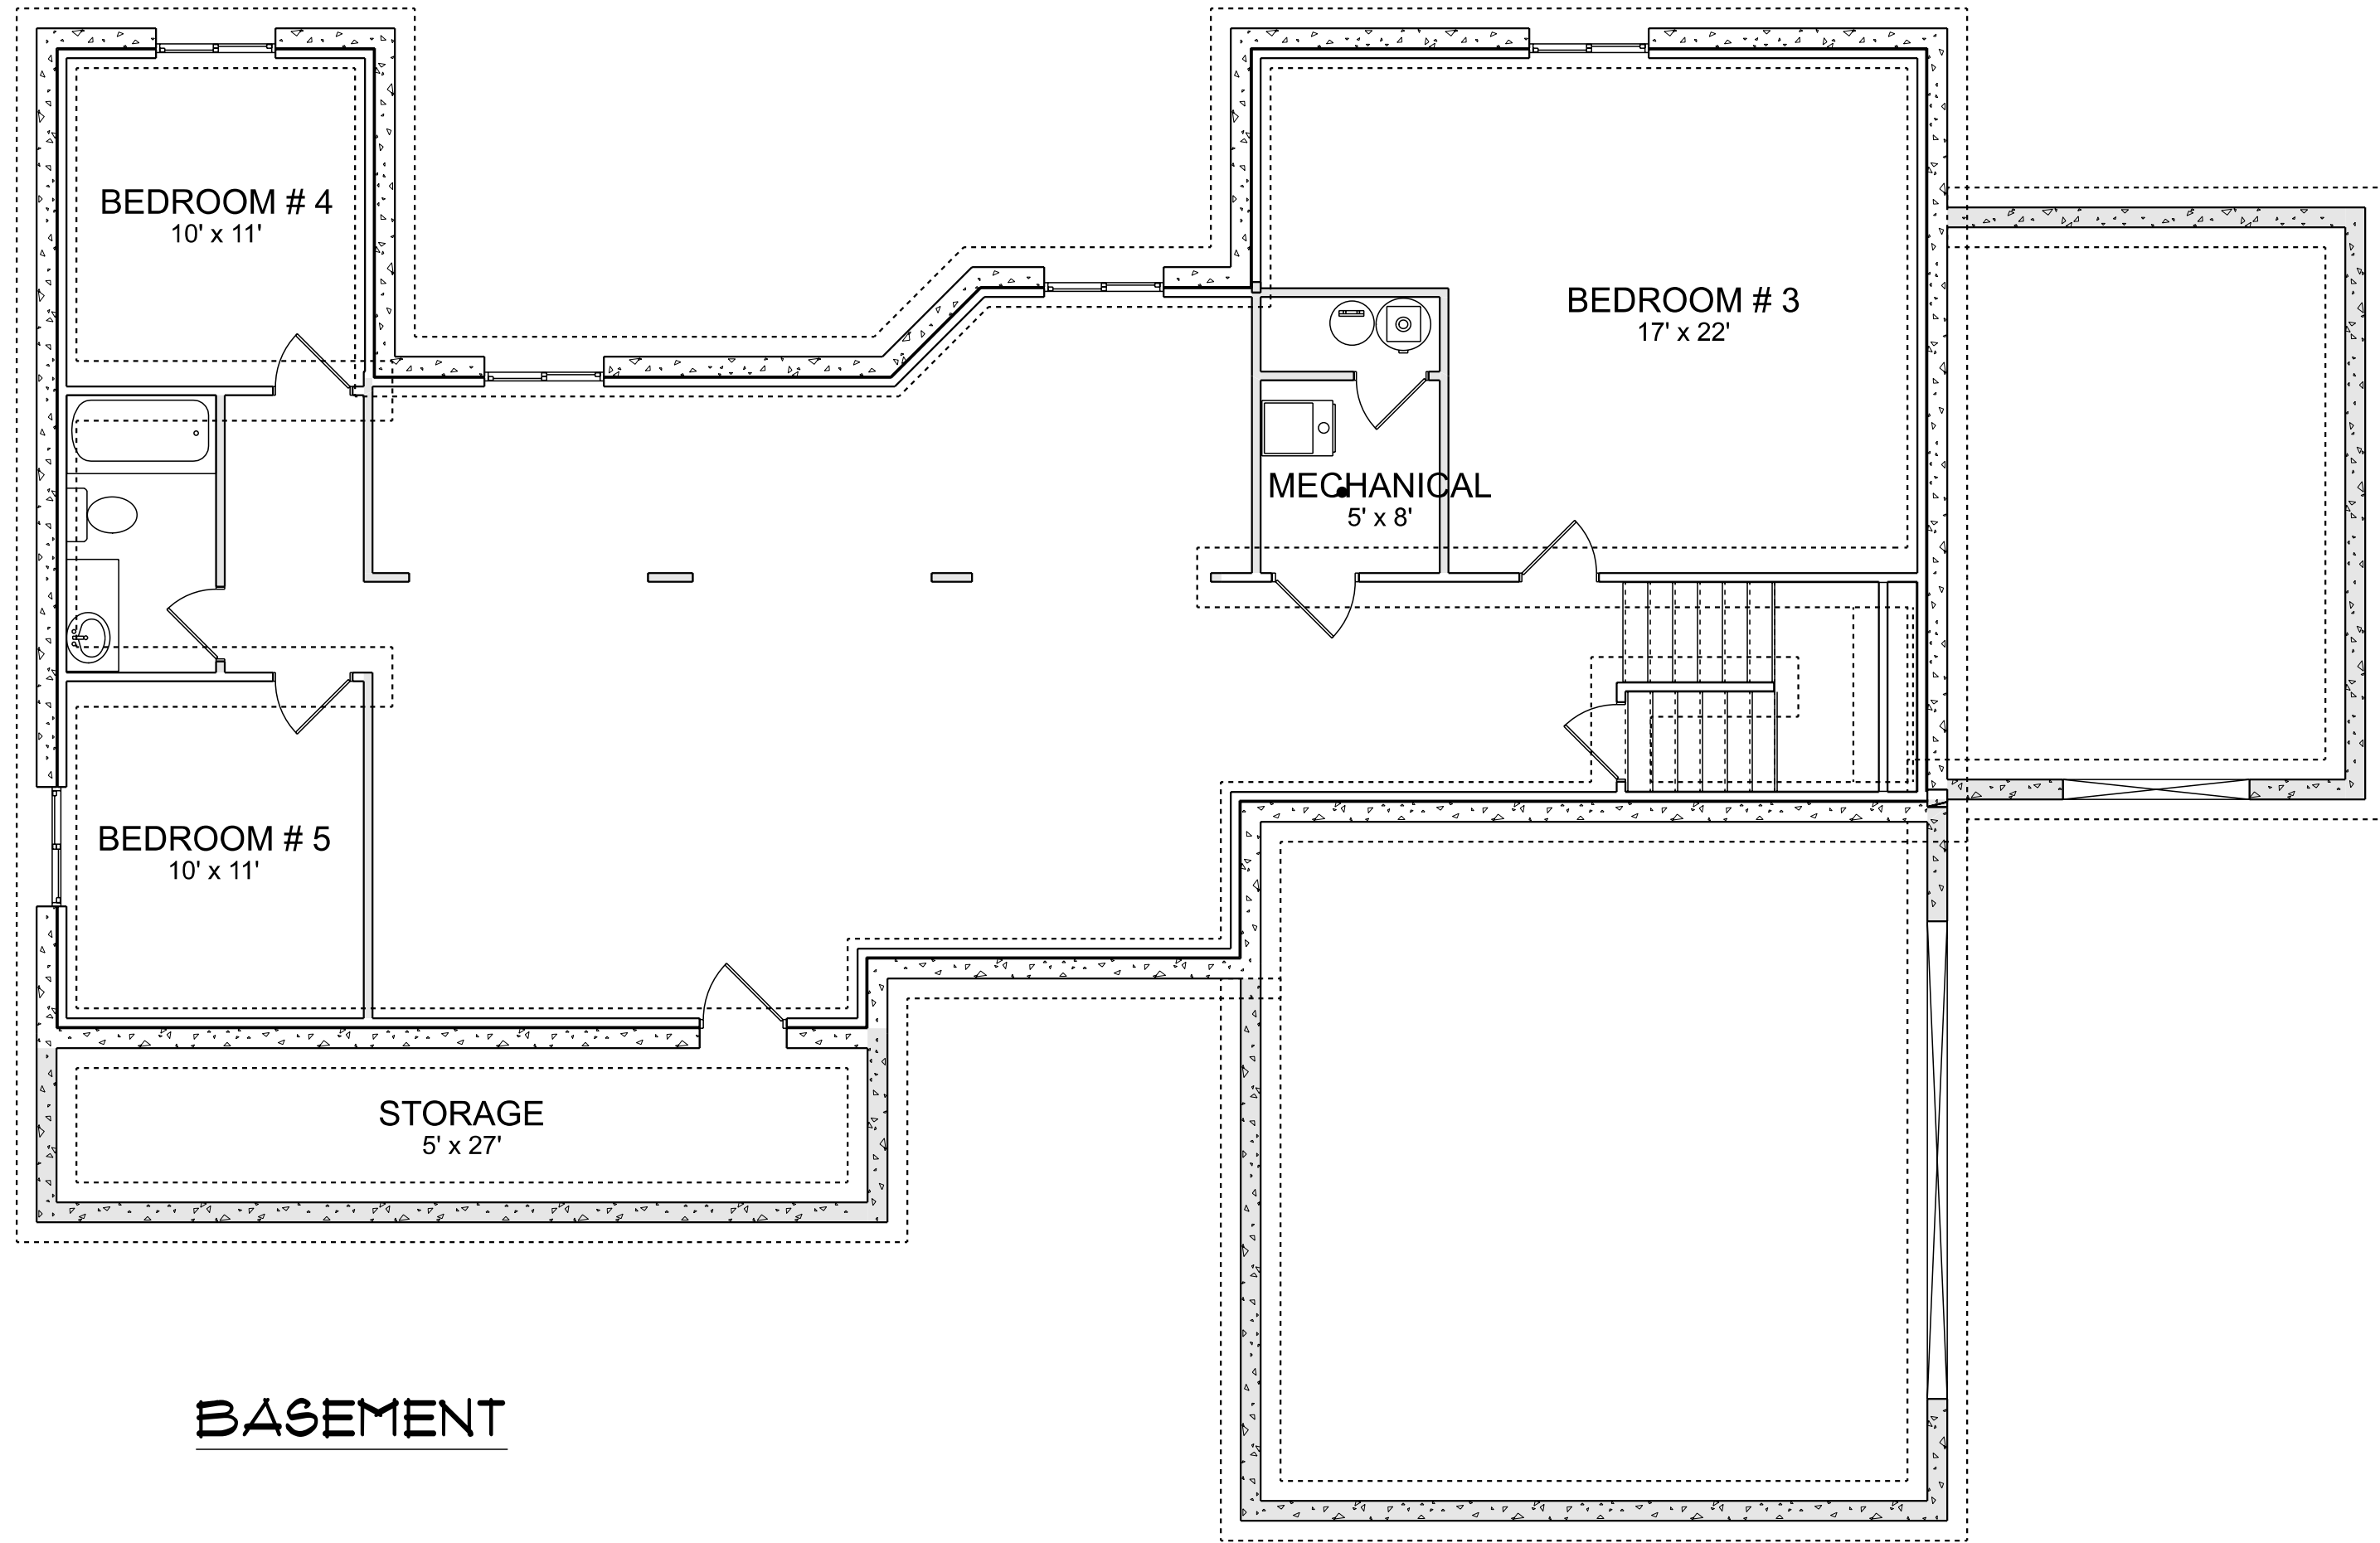 BEDROOM # 4
10' x 11'
BEDROOM # 3
17' x 22'
MECHANICAL
5' x 8'
BEDROOM # 5
10' x 11'
STORAGE
5' x 27'
BASEMENT